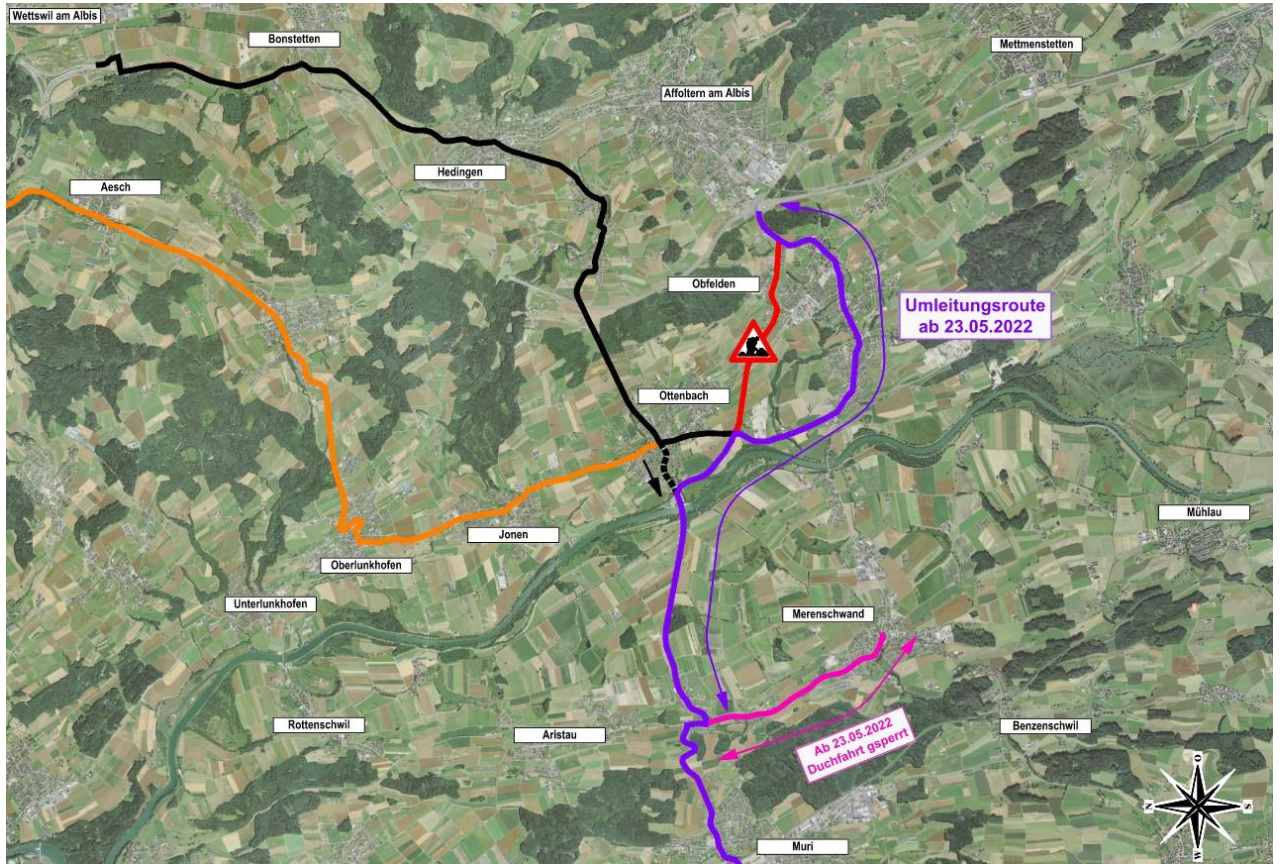 Wettswil am Albis
Bonstetten
Mettmenstetten
Affoltern am Albis
Hedingen
Aesch
Obfelden
Umleitungsroute
ab 23.05.2022
Ottenbach
Jonen
Mühlau
Oberlunkhofen
Unterlunkhofen
Merenschwand
Rottenschwil
Aristau
Benzenschwil
Ab 23.05.2022
Duchfahrt gsperrt
Muri
O
N
S
W